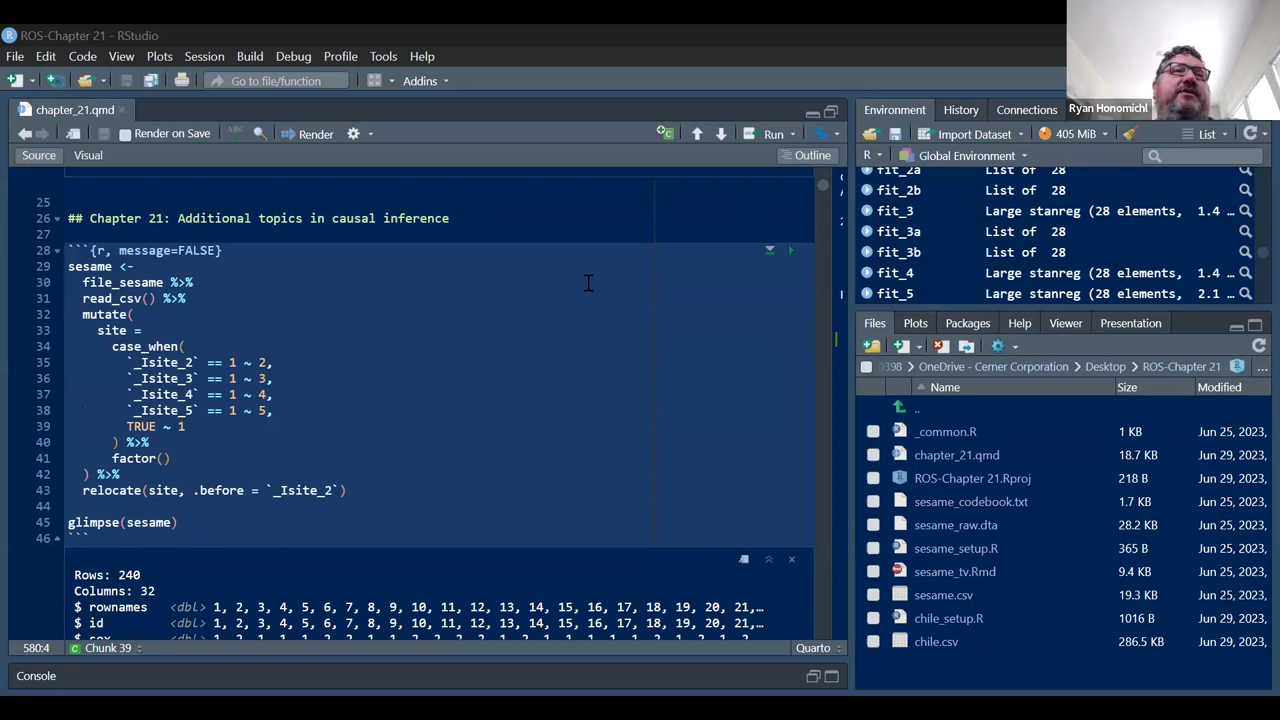 ROS-Chapter 21 - RStudio
File Edit Code View Plots Session Build Debug Profile Tools Help
Go to file/function
Addins
Ryan Honomichl
chapter_21.qmd
Render on Save
ABC
Render
Run
Source Visual
Outline
25
26 ## Chapter 21: Additional topics in causal inference
27
28 ```{r, message=FALSE}
29 sesame <-
30 file_sesame %>%
31 read_csv() %>%
32 mutate(
33 site =
34 case_when(
35 `_Isite_2` == 1 ~ 2,
36 `_Isite_3` == 1 ~ 3,
37 `_Isite_4` == 1 ~ 4,
38 `_Isite_5` == 1 ~ 5,
39 TRUE ~ 1
40 ) %>%
41 factor()
42 ) %>%
43 relocate(site, .before = `_Isite_2`)
44
45 glimpse(sesame)
46 ```
Rows: 240
Columns: 32
$ rownames <dbl> 1, 2, 3, 4, 5, 6, 7, 8, 9, 10, 11, 12, 13, 14, 15, 16, 17, 18, 19, 20, 21,…
$ id <dbl> 1, 2, 3, 4, 5, 6, 7, 8, 9, 10, 11, 12, 13, 14, 15, 16, 17, 18, 19, 20, 21,…
580:4 Chunk 39 Quarto
Console
Environment History Connections
Import Dataset 405 MiB List
R Global Environment
fit_2a List of 28
fit_2b List of 28
fit_3 Large stanreg (28 elements, 1.4
fit_3a List of 28
fit_3b List of 28
fit_4 Large stanreg (28 elements, 1.4
fit_5 Large stanreg (28 elements, 2.1
Files Plots Packages Help Viewer Presentation
0398 OneDrive - Cerner Corporation Desktop ROS-Chapter 21 ...
Name Size Modified
..
_common.R 1 KB Jun 25, 2023,
chapter_21.qmd 18.7 KB Jun 29, 2023,
ROS-Chapter 21.Rproj 218 B Jun 29, 2023,
sesame_codebook.txt 1.7 KB Jun 25, 2023,
sesame_raw.dta 28.2 KB Jun 25, 2023,
sesame_setup.R 365 B Jun 25, 2023,
sesame_tv.Rmd 9.4 KB Jun 25, 2023,
sesame.csv 19.3 KB Jun 25, 2023,
chile_setup.R 1016 B Jun 29, 2023,
chile.csv 286.5 KB Jun 29, 2023,